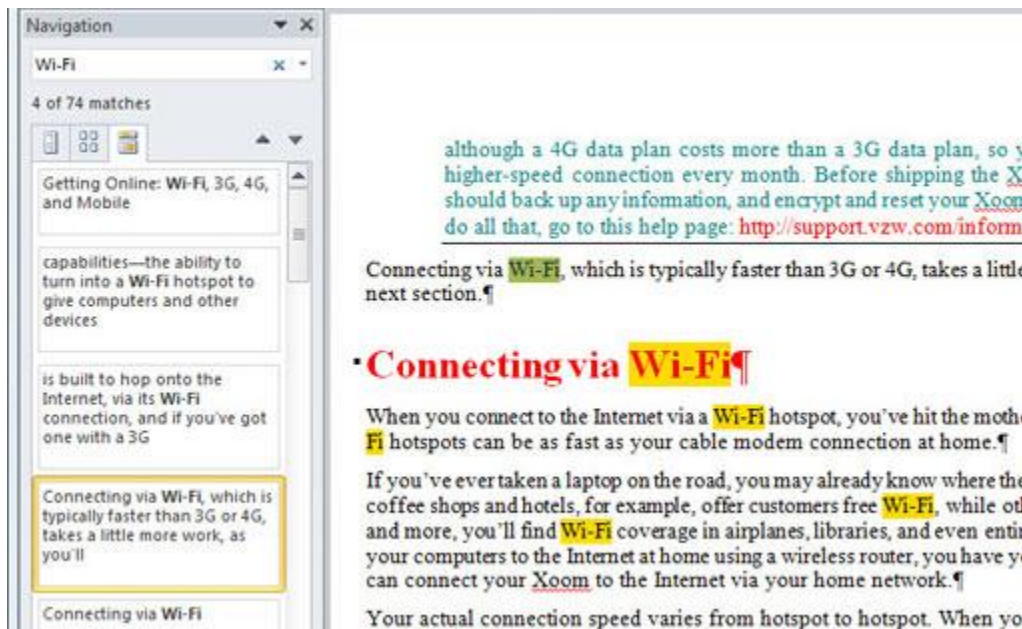 Navigation
Wi-Fi
4 of 74 matches
Getting Online: Wi-Fi, 3G, 4G,
and Mobile
capabilities—the ability to
turn into a Wi-Fi hotspot to
give computers and other
devices
is built to hop onto the
Internet, via its Wi-Fi
connection, and if you've got
one with a 3G
Connecting via Wi-Fi, which is
typically faster than 3G or 4G,
takes a little more work, as
you'll
Connecting via Wi-Fi
although a 4G data plan costs more than a 3G data plan, so
higher-speed connection every month. Before shipping the
should back up any information, and encrypt and reset your Xoom
do all that, go to this help page: http://support.vzw.com/inform
Connecting via Wi-Fi, which is typically faster than 3G or 4G, takes a little
next section.¶
Connecting via Wi-Fi¶
When you connect to the Internet via a Wi-Fi hotspot, you've hit the
Fi hotspots can be as fast as your cable modem connection at home.¶
If you've ever taken a laptop on the road, you may already know where the
coffee shops and hotels, for example, offer customers free Wi-Fi, while
and more, you'll find Wi-Fi coverage in airplanes, libraries, and even
your computers to the Internet at home using a wireless router, you have
can connect your Xoom to the Internet via your home network.¶
Your actual connection speed varies from hotspot to hotspot. When